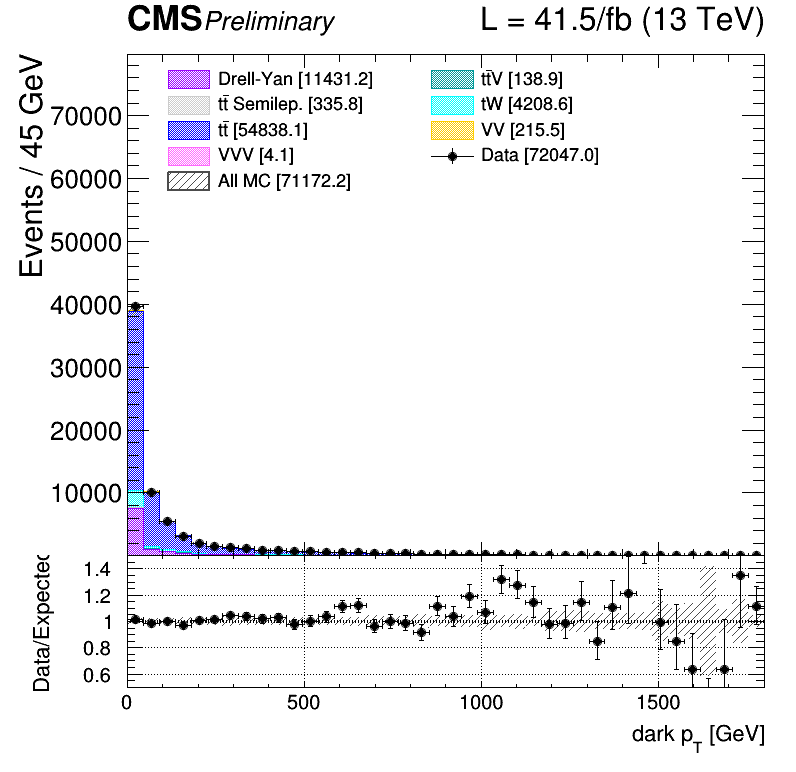 CMS Preliminary L = 41.5/fb (13 TeV)
Events / 45 GeV
Drell-Yan [11431.2]
tt̄ Semilep. [335.8]
tt̄ [54838.1]
VVV [4.1]
All MC [71172.2]
tt̄V [138.9]
tW [4208.6]
VV [215.5]
Data [72047.0]
70000
60000
50000
40000
30000
20000
10000
Data/Expected
1.4
1.2
1
0.8
0.6
0 500 1000 1500
dark p_T [GeV]